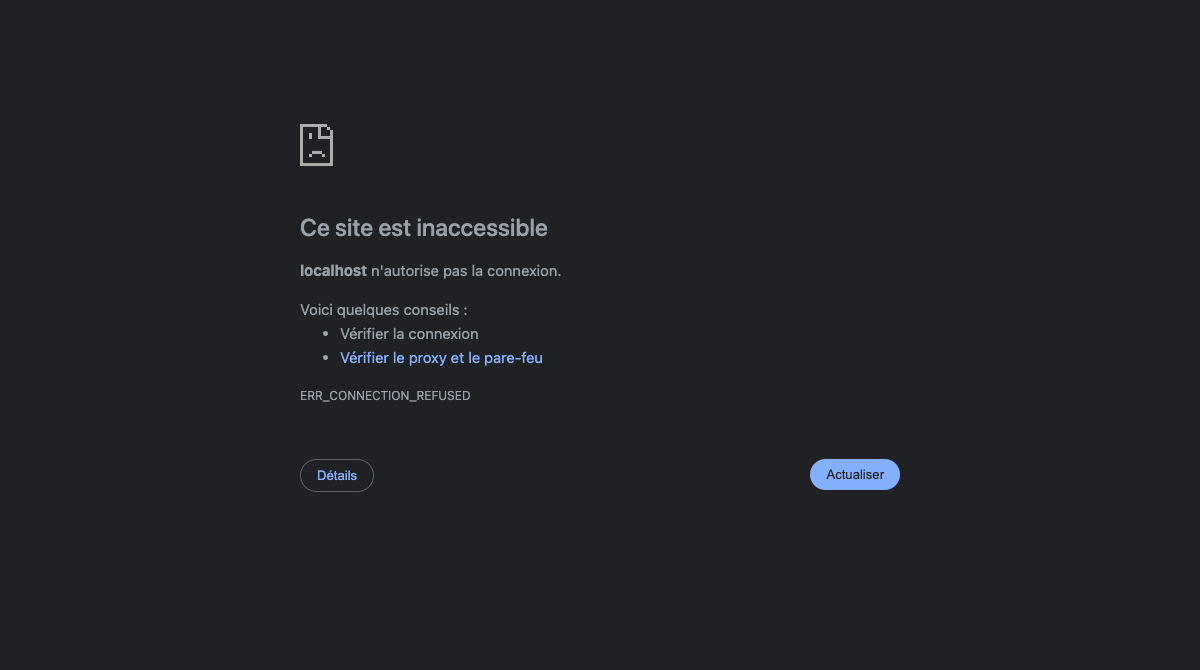 Ce site est inaccessible
localhost n'autorise pas la connexion.
Voici quelques conseils :
Vérifier la connexion
Vérifier le proxy et le pare-feu
ERR_CONNECTION_REFUSED
Détails
Actualiser